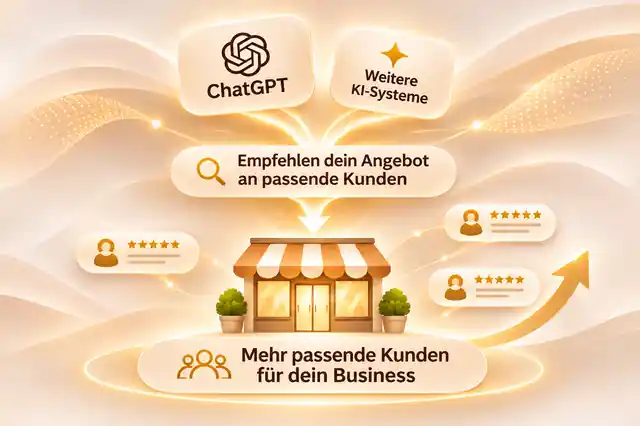 ChatGPT
Weitere
KI-Systeme
Empfehlen dein Angebot
an passende Kunden
Mehr passende Kunden
für dein Business